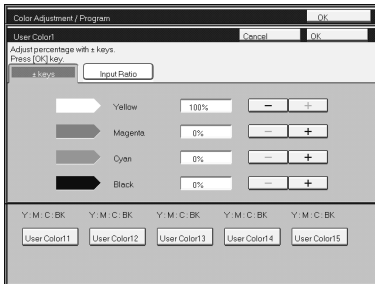 Color Adjustment / Program OK
User Color1 Cancel OK
Adjust percentage with ± keys.
Press [OK] key.
± keys Input Ratio
Yellow 100% − +
Magenta 0% − +
Cyan 0% − +
Black 0% − +
Y : M : C : BK Y : M : C : BK Y : M : C : BK Y : M : C : BK Y : M : C : BK
User Color11 User Color12 User Color13 User Color14 User Color15